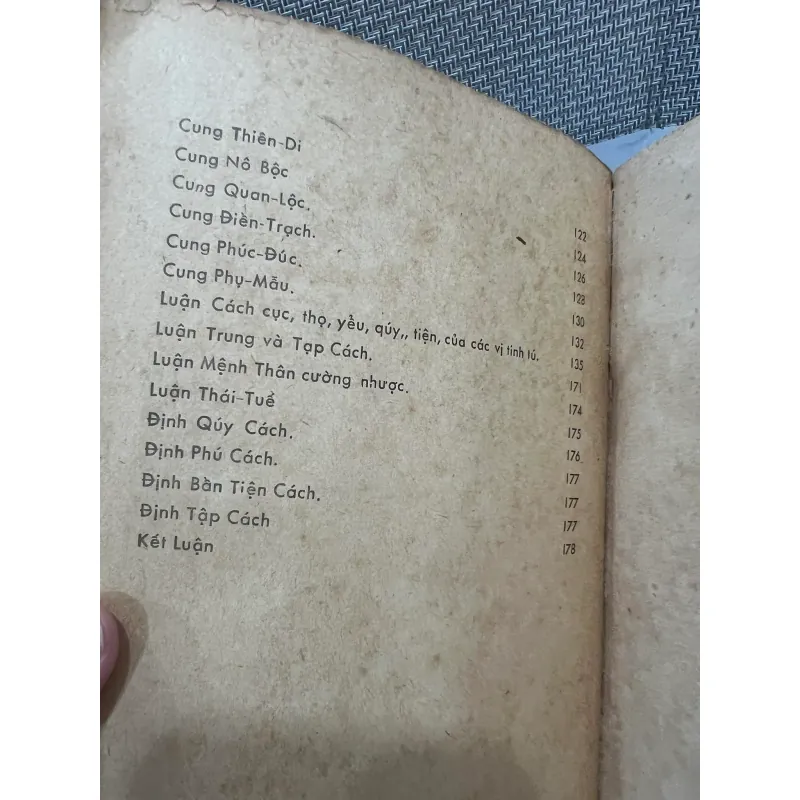 Cung Thiên-Di 122
Cung Nô Bộc 124
Cung Quan-Lộc. 126
Cung Điền-Trạch. 128
Cung Phúc-Đúc. 130
Cung Phụ-Mẫu. 132
Luận Cách cục, thọ, yểu, qúy,, tiện, của các vị tinh tú. 135
Luận Trung và Tạp Cách. 171
Luận Mệnh Thân cường nhược. 174
Luận Thái-Tuế 175
Định Qúy Cách. 176
Định Phú Cách. 177
Định Bần Tiện Cách. 177
Định Tập Cách 177
Kết Luận 178